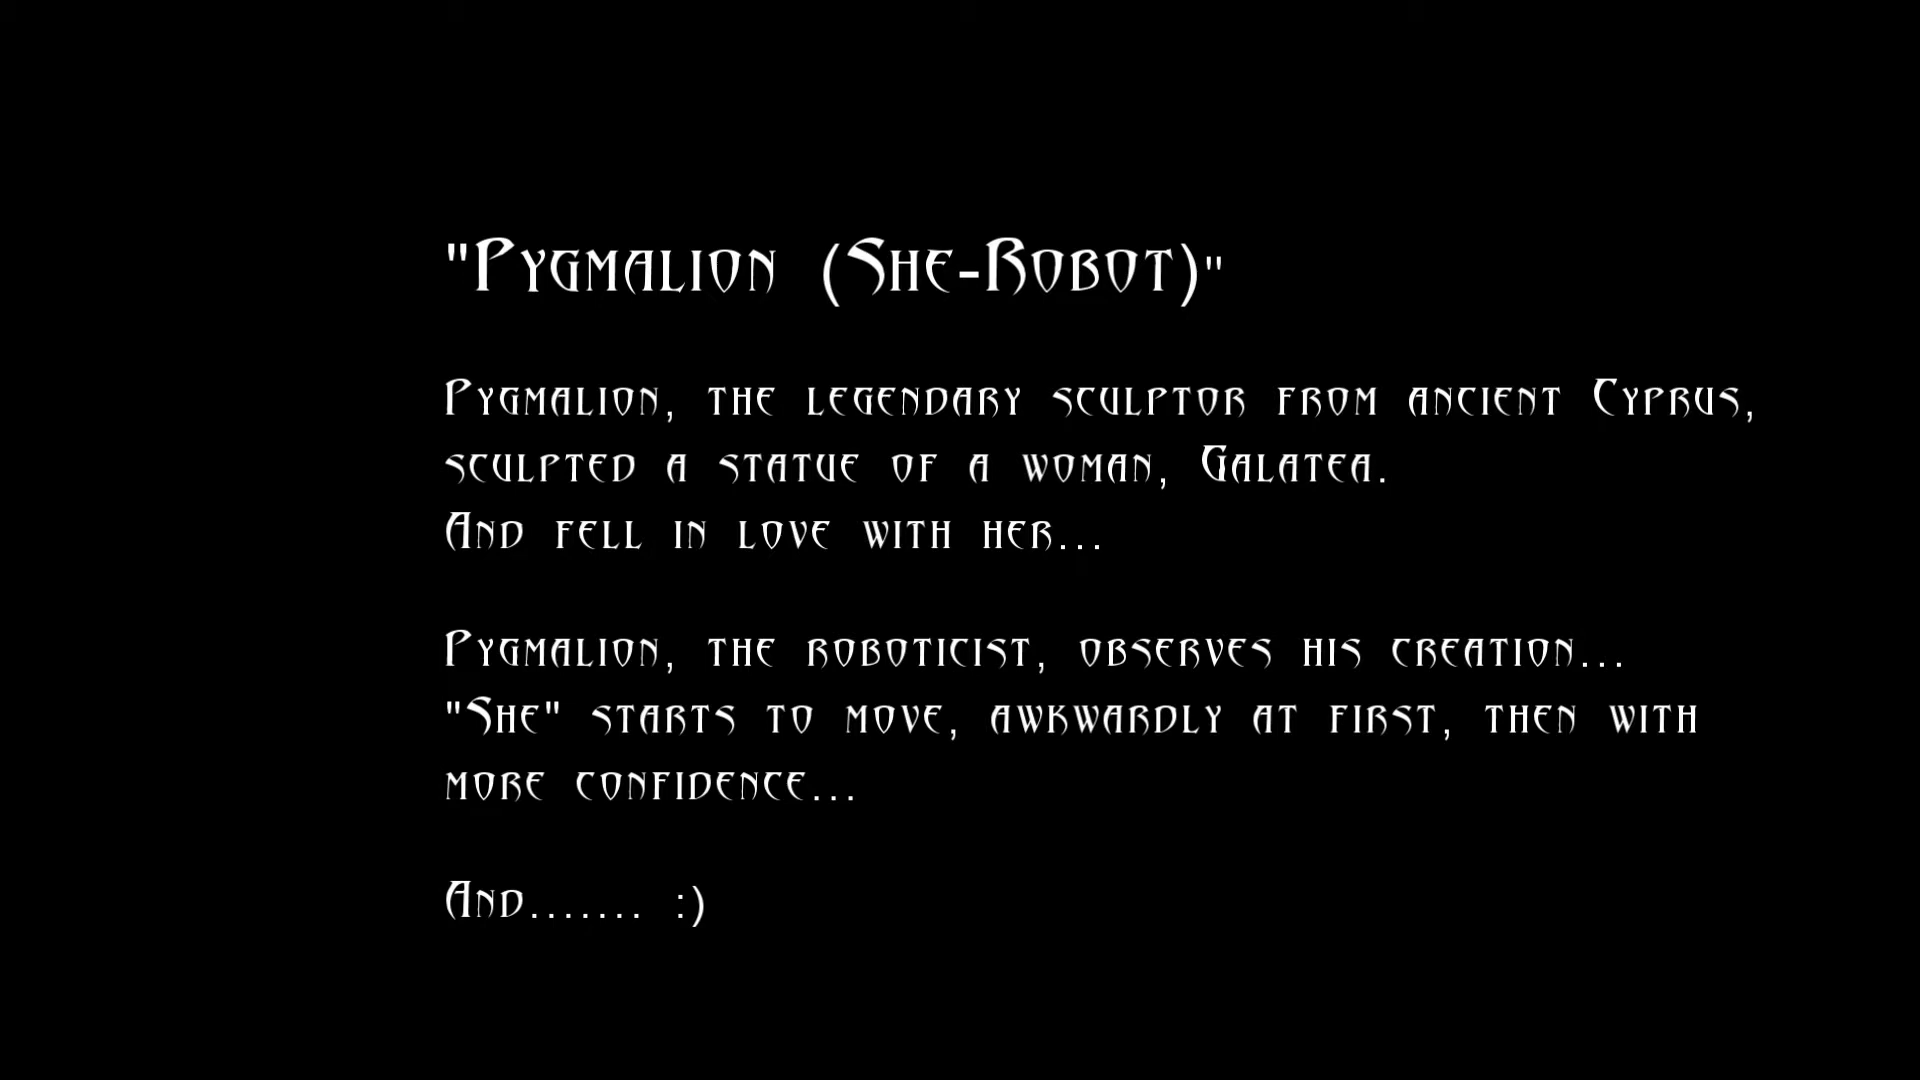 "Pygmalion (She-Robot)"
Pygmalion, the legendary sculptor from ancient Cyprus,
sculpted a statue of a woman, Galatea.
And fell in love with her...
Pygmalion, the roboticist, observes his creation...
"She" starts to move, awkwardly at first, then with
more confidence...
And....... :)